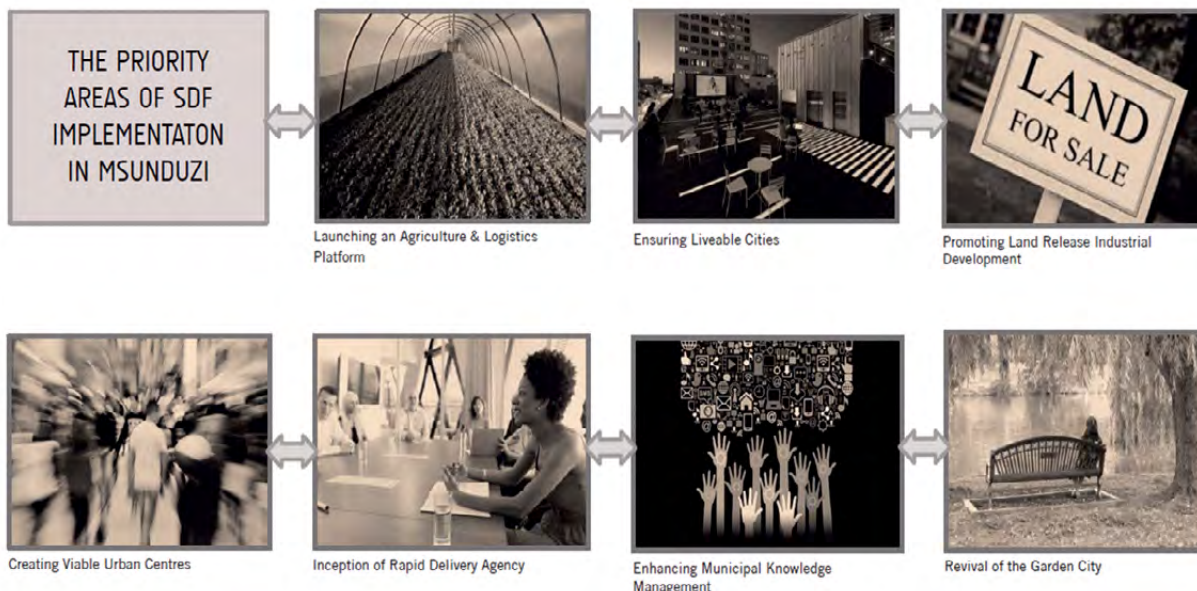 THE PRIORITY
AREAS OF SDF
IMPLEMENTATON
IN MSUNDUZI
LAND
FOR SALE
Launching an Agriculture & Logistics
Platform
Ensuring Liveable Cities
Promoting Land Release Industrial
Development
Creating Viable Urban Centres
Inception of Rapid Delivery Agency
Enhancing Municipal Knowledge
Management
Revival of the Garden City